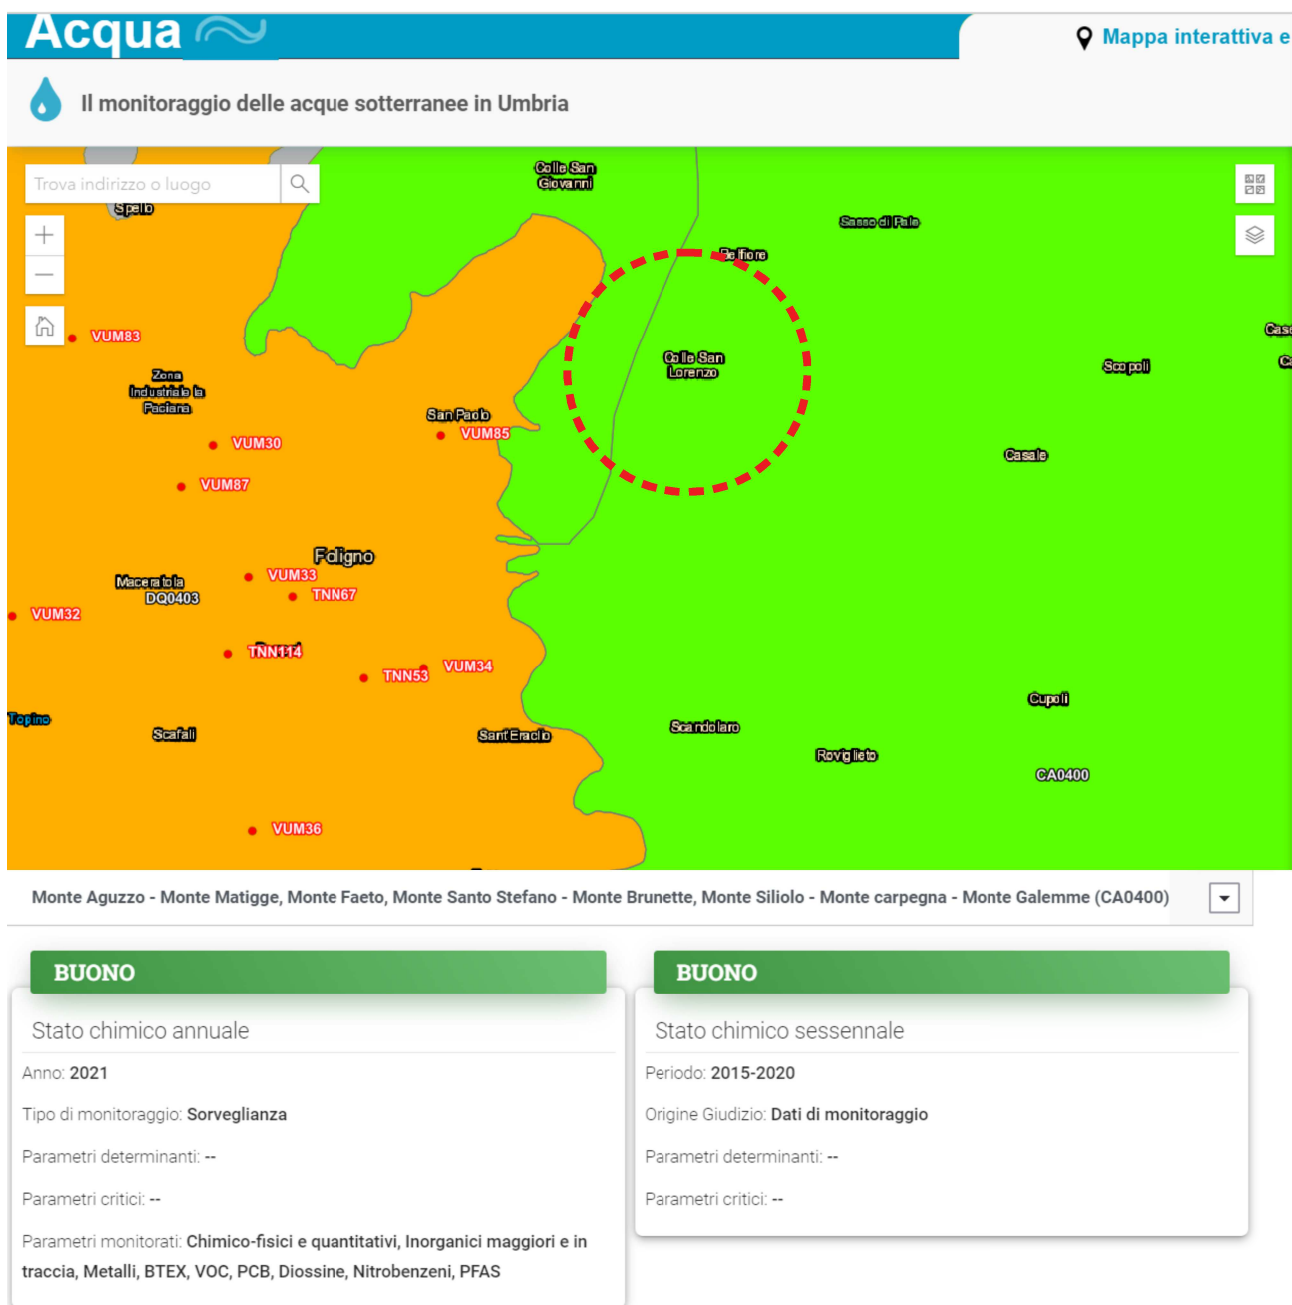 Acqua
Mappa interattiva e
Il monitoraggio delle acque sotterranee in Umbria
Trova indirizzo o luogo
Colle San
Giovanni
Spello
Sasso di Pale
Belfiore
VUM83
Colle San
Lorenzo
Scopoli
Zona
Industriale la
Paciana
San Paolo
VUM85
VUM30
Casale
VUM87
Foligno
VUM33
Maceratola
DQ0403
TNN67
VUM32
TNN114
VUM34
TNN53
Cupoli
Topino
Scafali
Sant'Eraclio
Scandolaro
Roviglieto
CA0400
VUM36
Monte Aguzzo - Monte Matigge, Monte Faeto, Monte Santo Stefano - Monte Brunette, Monte Siliolo - Monte carpegna - Monte Galemme (CA0400)
BUONO
Stato chimico annuale
Anno: 2021
Tipo di monitoraggio: Sorveglianza
Parametri determinanti: --
Parametri critici: --
Parametri monitorati: Chimico-fisici e quantitativi, Inorganici maggiori e in
traccia, Metalli, BTEX, VOC, PCB, Diossine, Nitrobenzeni, PFAS
BUONO
Stato chimico sessennale
Periodo: 2015-2020
Origine Giudizio: Dati di monitoraggio
Parametri determinanti: --
Parametri critici: --